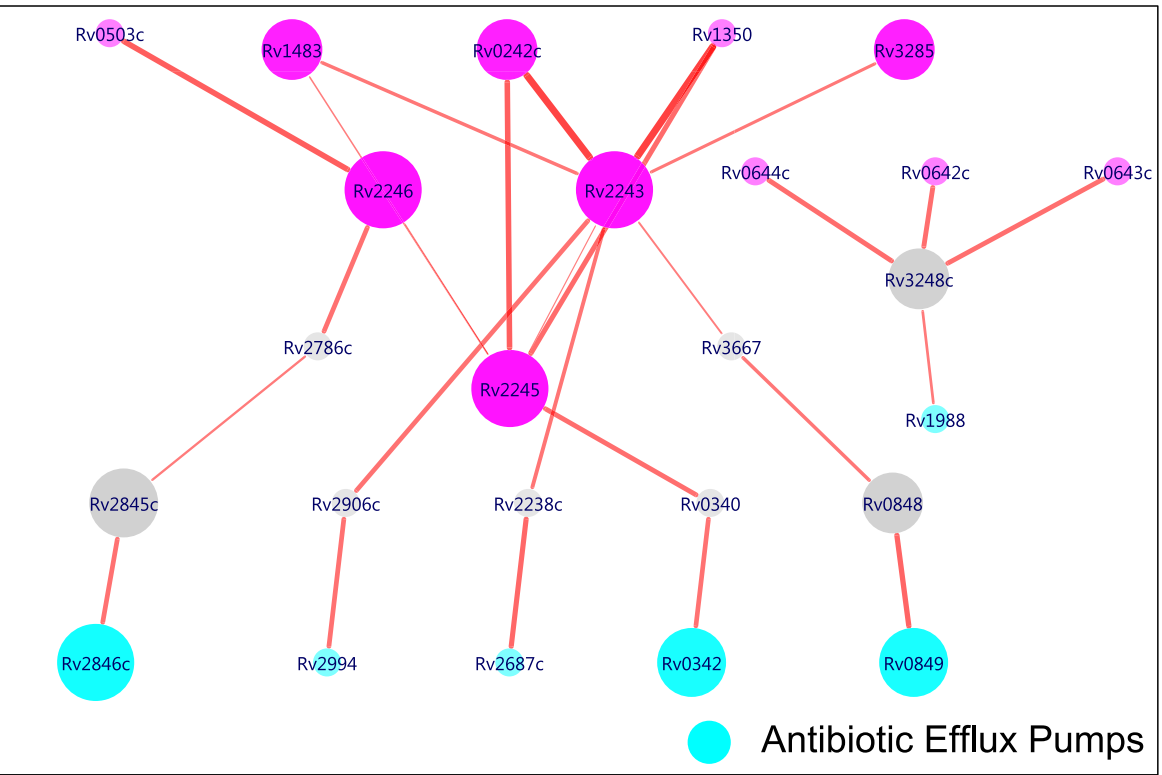 Rv0503c
Rv1483
Rv0242c
Rv1350
Rv3285
Rv2246
Rv2243
Rv0644c
Rv0642c
Rv0643c
Rv3248c
Rv2786c
Rv3667
Rv2245
Rv1988
Rv2845c
Rv2906c
Rv2238c
Rv0340
Rv0848
Rv2846c
Rv2994
Rv2687c
Rv0342
Rv0849
Antibiotic Efflux Pumps